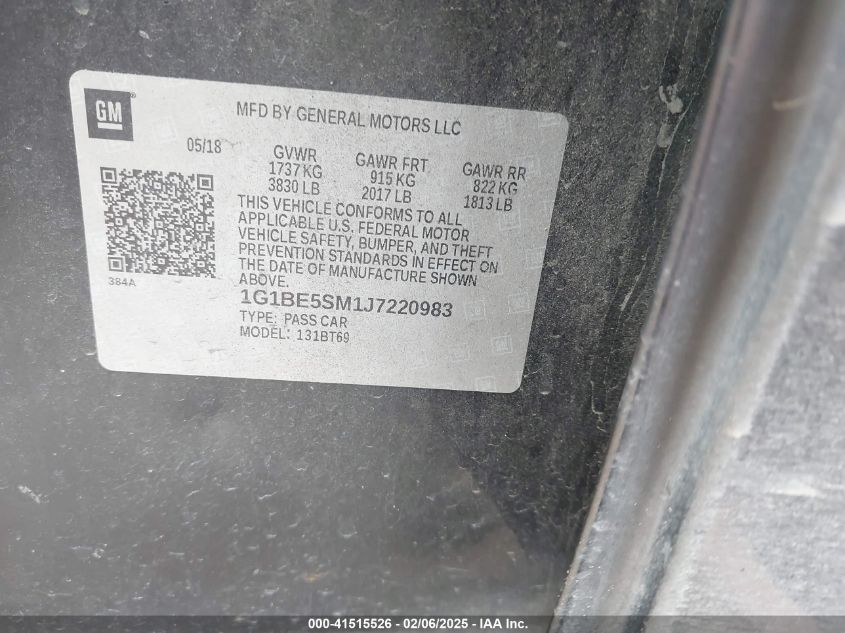 GM
MFD BY GENERAL MOTORS LLC
05/18
GVWR
1737 KG
3830 LB
GAWR FRT
915 KG
2017 LB
GAWR RR
822 KG
1813 LB
THIS VEHICLE CONFORMS TO ALL
APPLICABLE U.S. FEDERAL MOTOR
VEHICLE SAFETY, BUMPER, AND THEFT
PREVENTION STANDARDS IN EFFECT ON
THE DATE OF MANUFACTURE SHOWN
ABOVE.
384A
1G1BE5SM1J7220983
TYPE: PASS CAR
MODEL: 131BT69
000-41515526 - 02/06/2025 - IAA Inc.